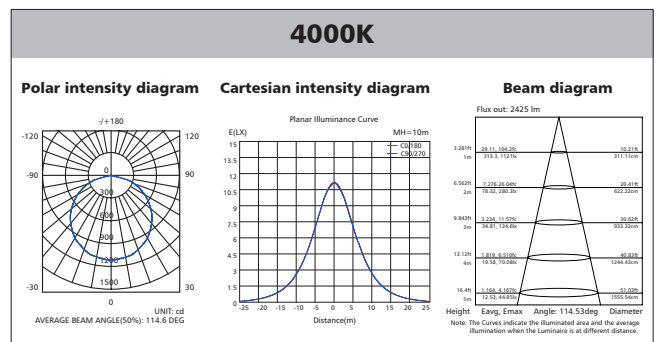 4000K
Polar intensity diagram
Cartesian intensity diagram
Beam diagram
-/+180
-120
120
-90
90
0
300
600
900
1200
1500
-30
30
0
UNIT: cd
AVERAGE BEAM ANGLE(50%): 114.6 DEG
Planar Illuminance Curve
E(LX)
MH=10m
C0/180
C90/270
15
13.5
12
10.5
9
7.5
6
4.5
3
1.5
0
-25 -20 -15 -10 -5 0 5 10 15 20 25
Distance(m)
Flux out: 2425 lm
3.281ft 29.11, 104.2fc 10.21ft
1m 313.3, 1121lx 311.11cm
6.562ft 7.276 26.04fc 20.41ft
2m 78.32, 280.3lx 622.22cm
9.843ft 3.234, 11.57fc 30.62ft
3m 34.81, 124.6lx 933.32cm
13.12ft 1.819, 6.510fc 40.83ft
4m 19.58, 70.08lx 1244.43cm
16.4ft 1.164, 4.167fc 51.03ft
5m 12.53, 44.85lx 1555.54cm
Height Eavg, Emax Angle: 114.53deg Diameter
Note: The Curves indicate the illuminated area and the average
illumination when the Luminaire is at different distance.